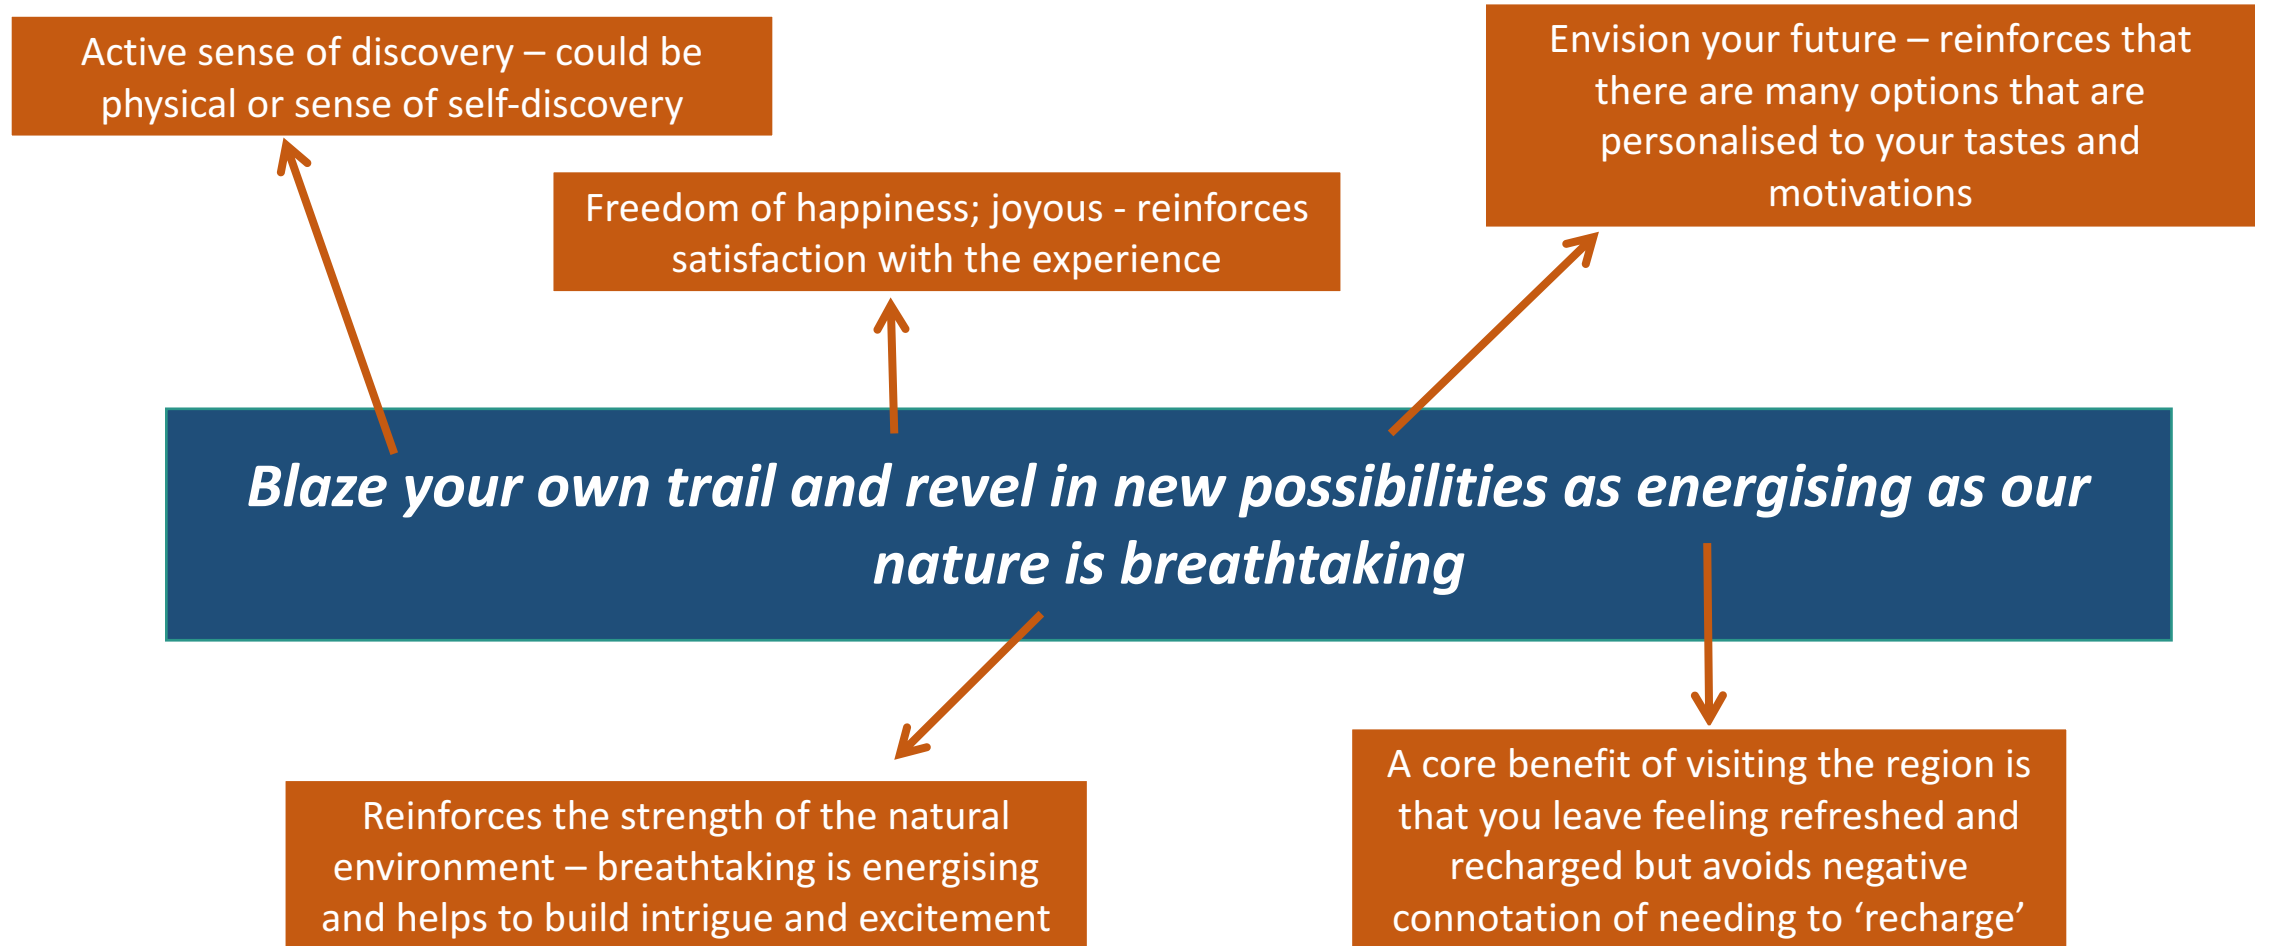 Active sense of discovery – could be
physical or sense of self-discovery
Envision your future – reinforces that
there are many options that are
personalised to your tastes and
motivations
Freedom of happiness; joyous - reinforces
satisfaction with the experience
Blaze your own trail and revel in new possibilities as energising as our
nature is breathtaking
Reinforces the strength of the natural
environment – breathtaking is energising
and helps to build intrigue and excitement
A core benefit of visiting the region is
that you leave feeling refreshed and
recharged but avoids negative
connotation of needing to ‘recharge’